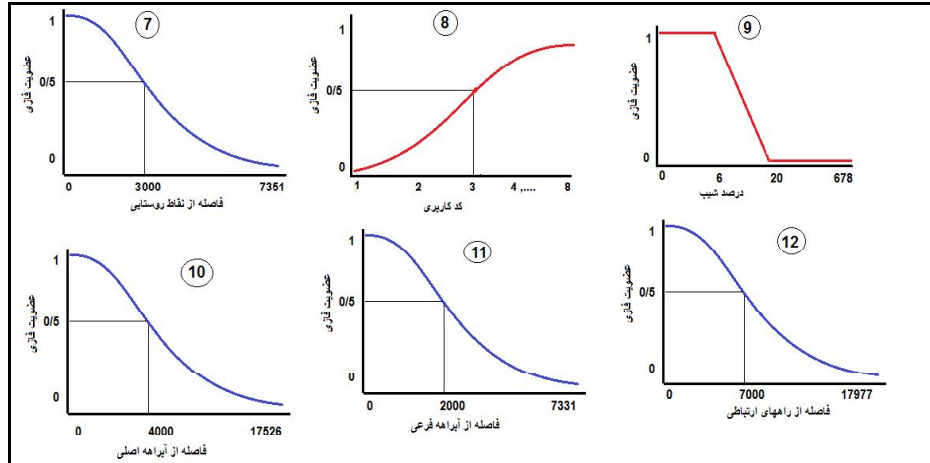 7
1
0/5
0
عضویت فازی
0 3000 7351
فاصله از نقاط روستایی
8
1
0/5
0
عضویت فازی
1 2 3 4 ,.... 8
کد کاربری
9
1
0
عضویت فازی
0 6 20 678
درصد شیب
10
1
0/5
0
عضویت فازی
0 4000 17526
فاصله از آبراهه اصلی
11
1
0/5
0
عضویت فازی
0 2000 7331
فاصله از آبراهه فرعی
12
1
0/5
0
عضویت فازی
0 7000 17977
فاصله از راههای ارتباطی